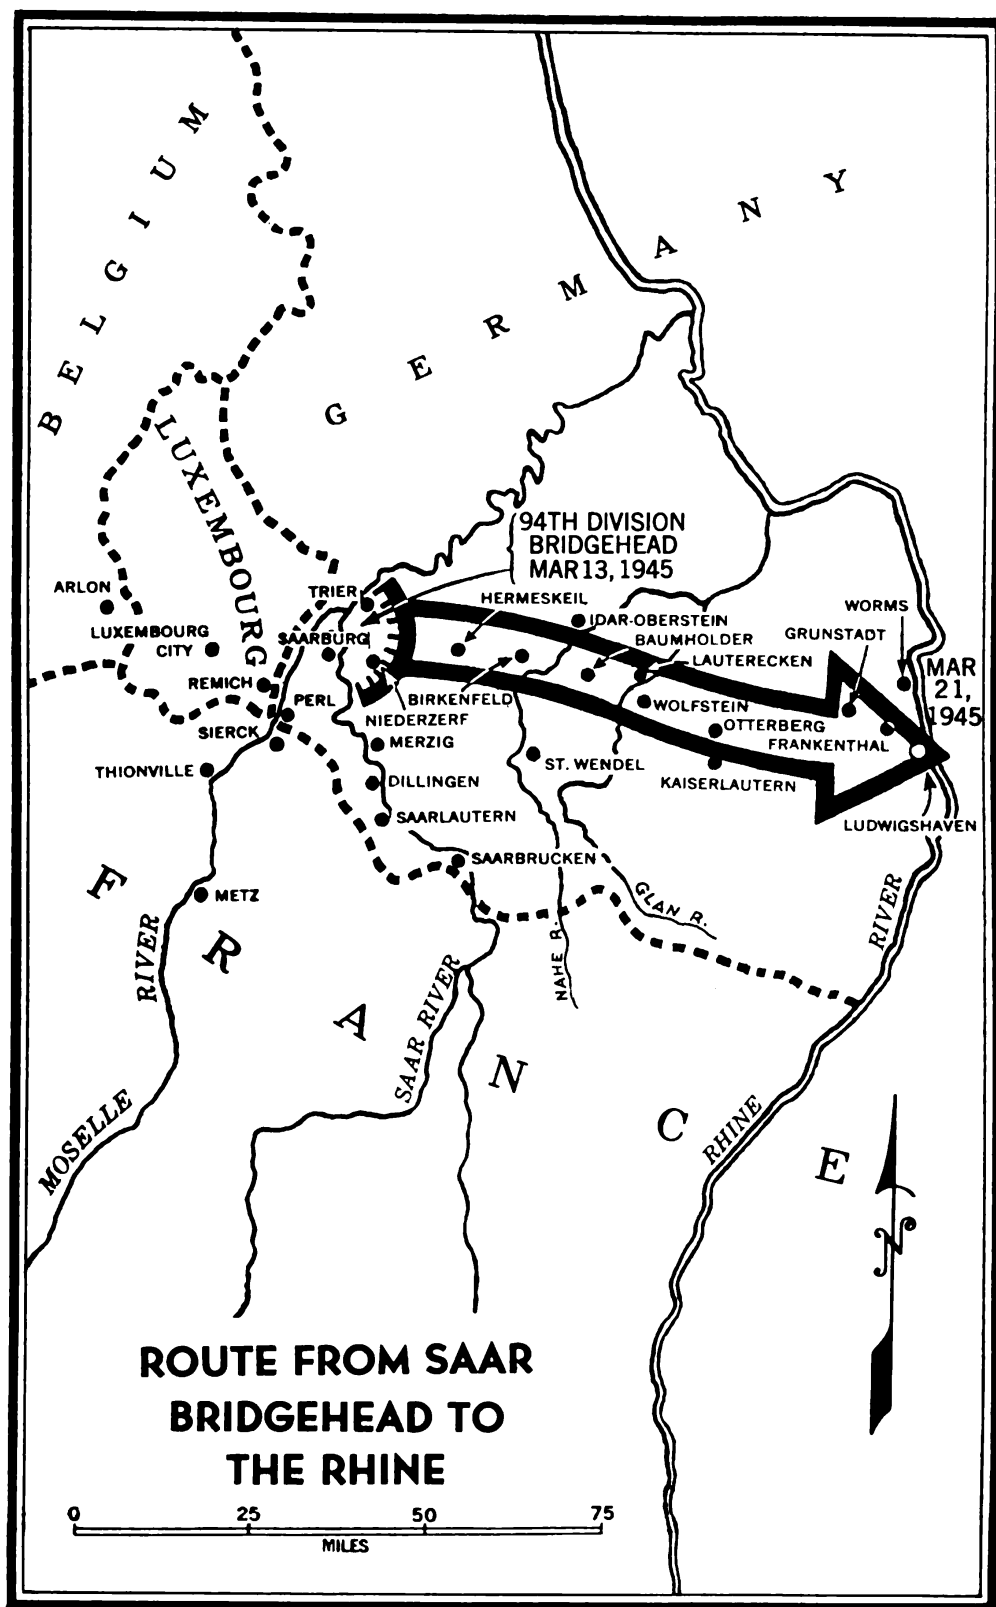 BELGIUM
GERMANY
LUXEMBOURG
94TH DIVISION
BRIDGEHEAD
MAR 13, 1945
ARLON
TRIER
HERMESKEIL
WORMS
IDAR-OBERSTEIN
LUXEMBOURG
CITY
SAARBURG
BAUMHOLDER
GRUNSTADT
LAUTERECKEN
MAR
21,
1945
REMICH
PERL
BIRKENFELD
WOLFSTEIN
NIEDERZERF
OTTERBERG
SIERCK
MERZIG
FRANKENTHAL
THIONVILLE
ST. WENDEL
DILLINGEN
KAISERLAUTERN
SAARLAUTERN
LUDWIGSHAVEN
SAARBRUCKEN
METZ
GLAN R.
NAHE R.
FRANCE
MOSELLE RIVER
SAAR RIVER
RHINE RIVER
N
ROUTE FROM SAAR
BRIDGEHEAD TO
THE RHINE
0 25 50 75
MILES